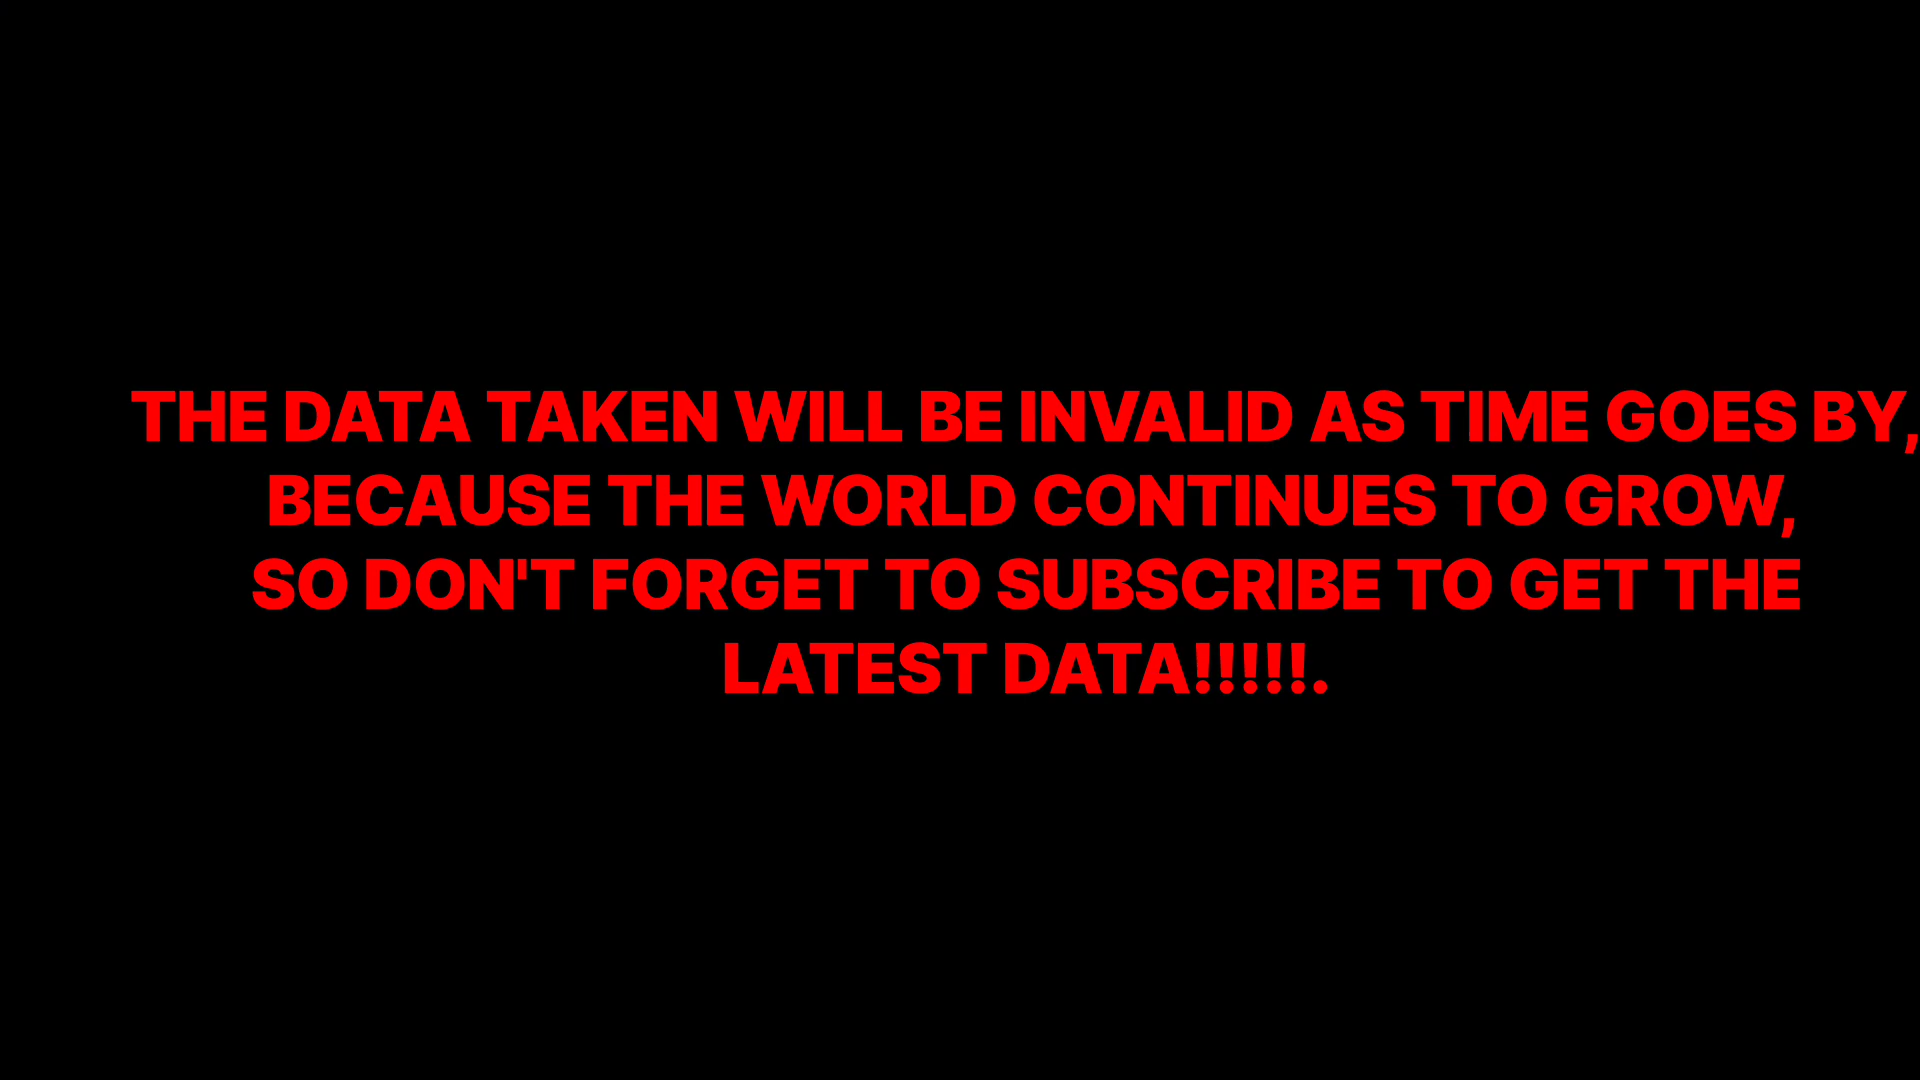 THE DATA TAKEN WILL BE INVALID AS TIME GOES BY,
BECAUSE THE WORLD CONTINUES TO GROW,
SO DON'T FORGET TO SUBSCRIBE TO GET THE
LATEST DATA!!!!!.